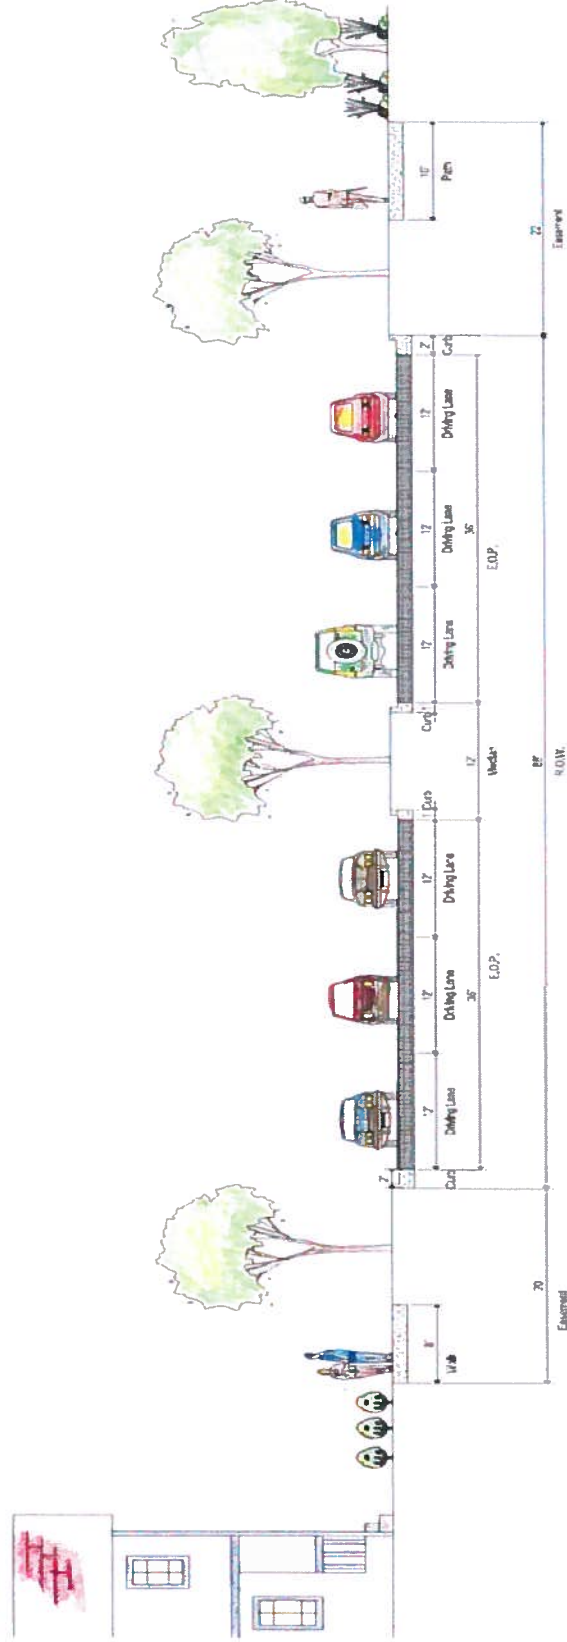 G
8' 2' 12' 12' 12' 1' Curb Curb 12' 12' 12' 2' 10'
Walk Curb Driving Lane Driving Lane Driving Lane Driving Lane Driving Lane Driving Lane Curb Path
36' 12' 36'
E.O.P. Median E.O.P.
20 88' 22
Easement R.O.W. Easement